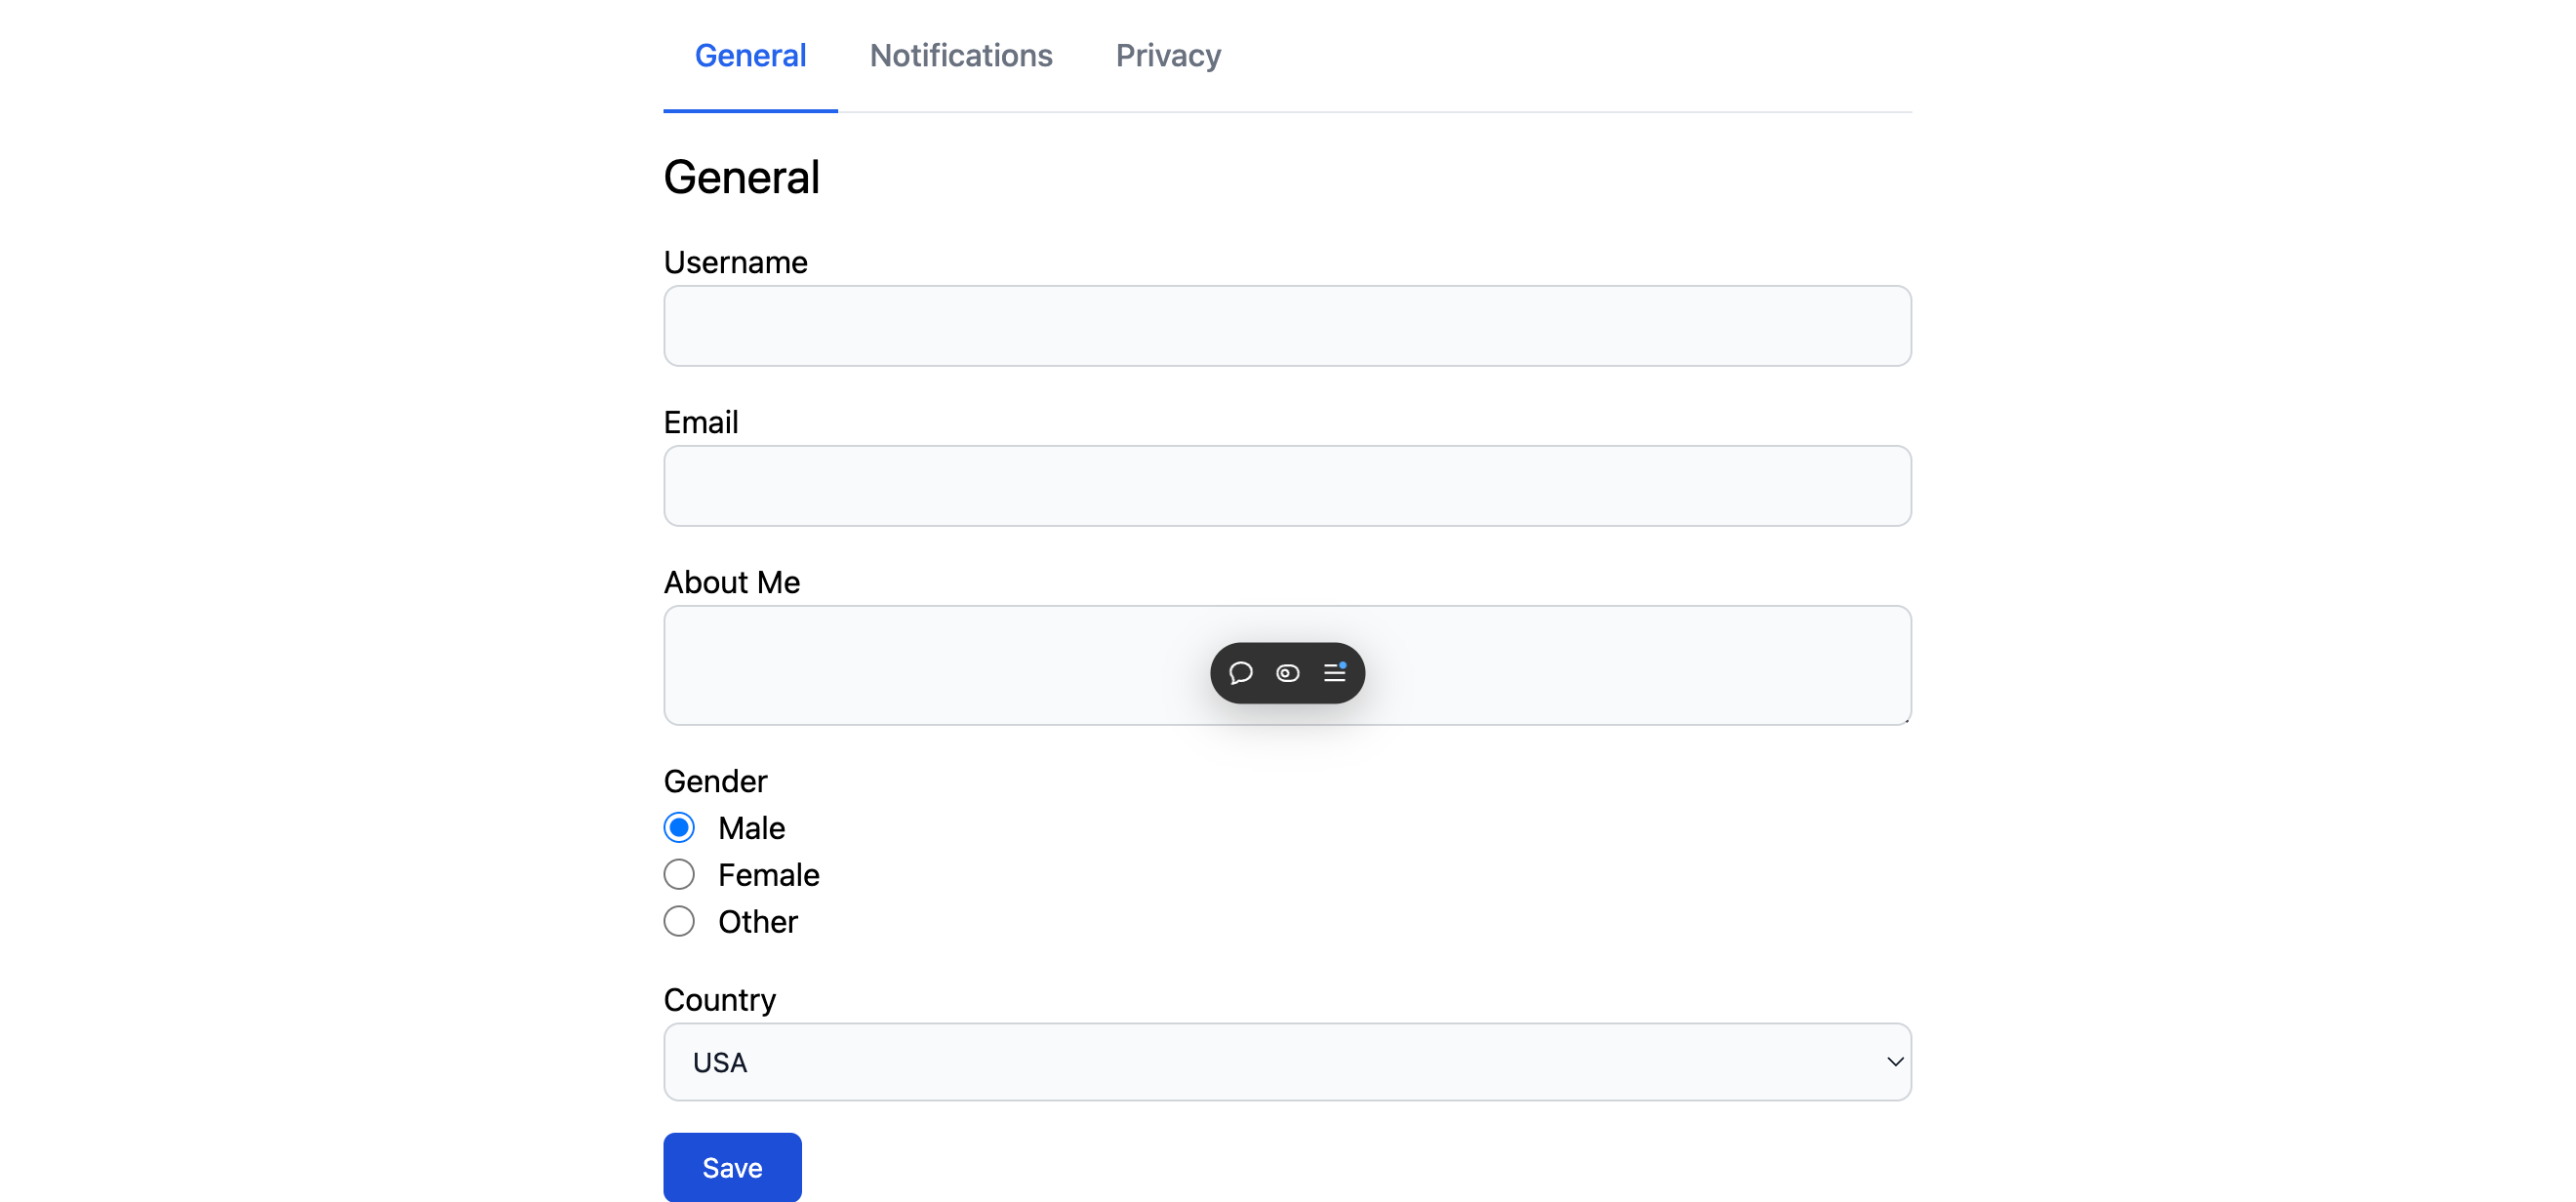 General Notifications Privacy
General
Username
Email
About Me
Gender
Male
Female
Other
Country
USA
Save